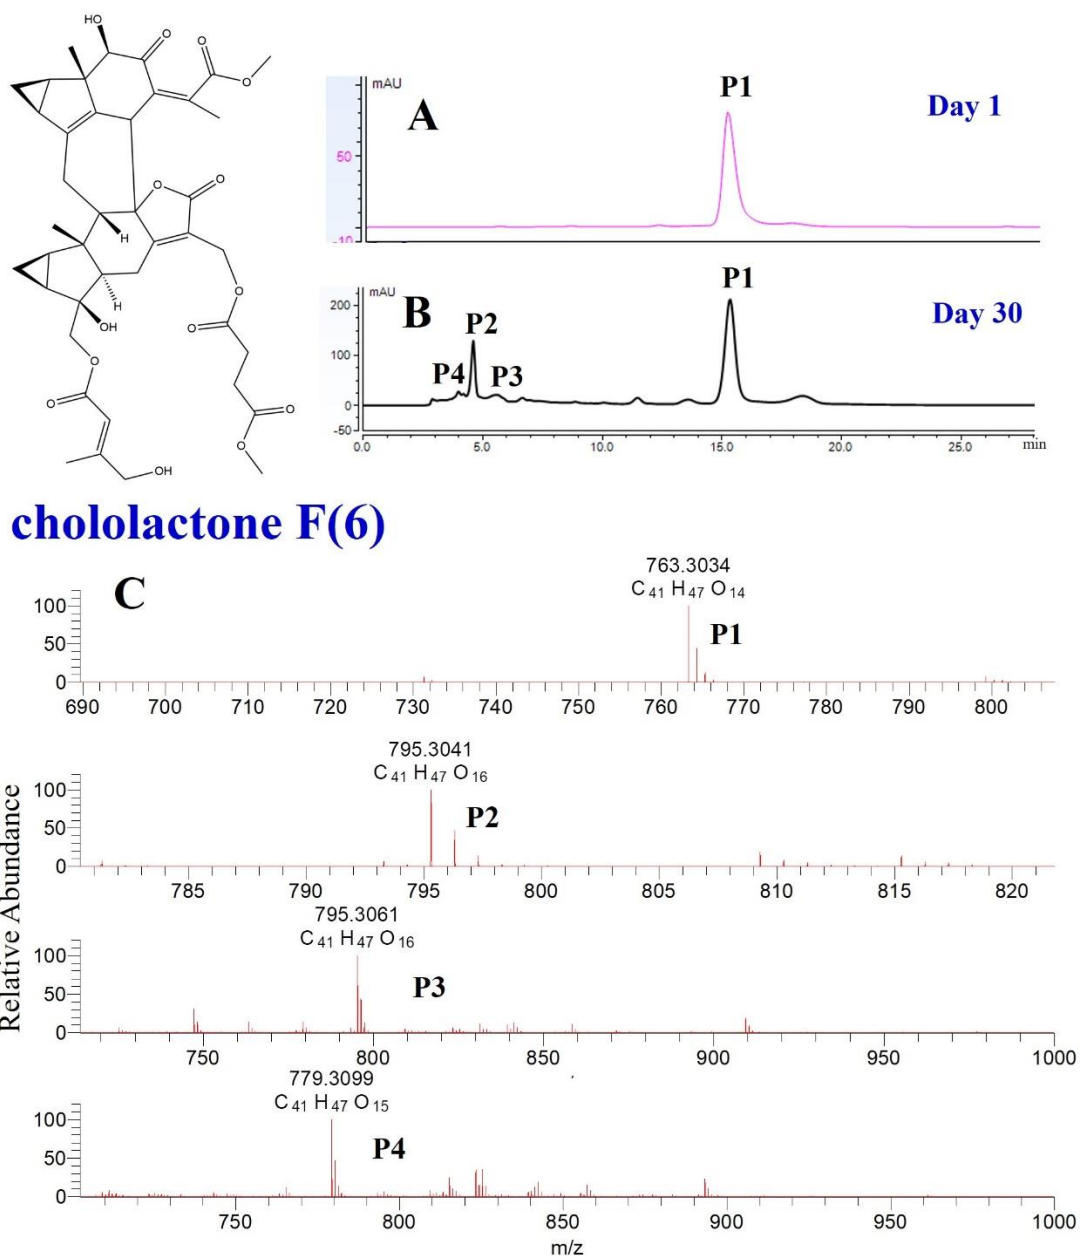 HO
O
O
O
O
O
H
H
OH
O
O
O
O
O
O
OH
cholol​actone F(6)
mAU
P1
A
Day 1
50
-10
mAU
P1
B
P2
Day 30
200
100
P4
P3
0
-50
0.0 5.0 10.0 15.0 20.0 25.0 min
Relative Abundance
C
763.3034
C 41 H 47 O 14
P1
100
50
0
690 700 710 720 730 740 750 760 770 780 790 800
795.3041
C 41 H 47 O 16
P2
100
50
0
785 790 795 800 805 810 815 820
795.3061
C 41 H 47 O 16
P3
100
50
0
750 800 850 900 950 1000
779.3099
C 41 H 47 O 15
P4
100
50
0
750 800 850 900 950 1000
m/z